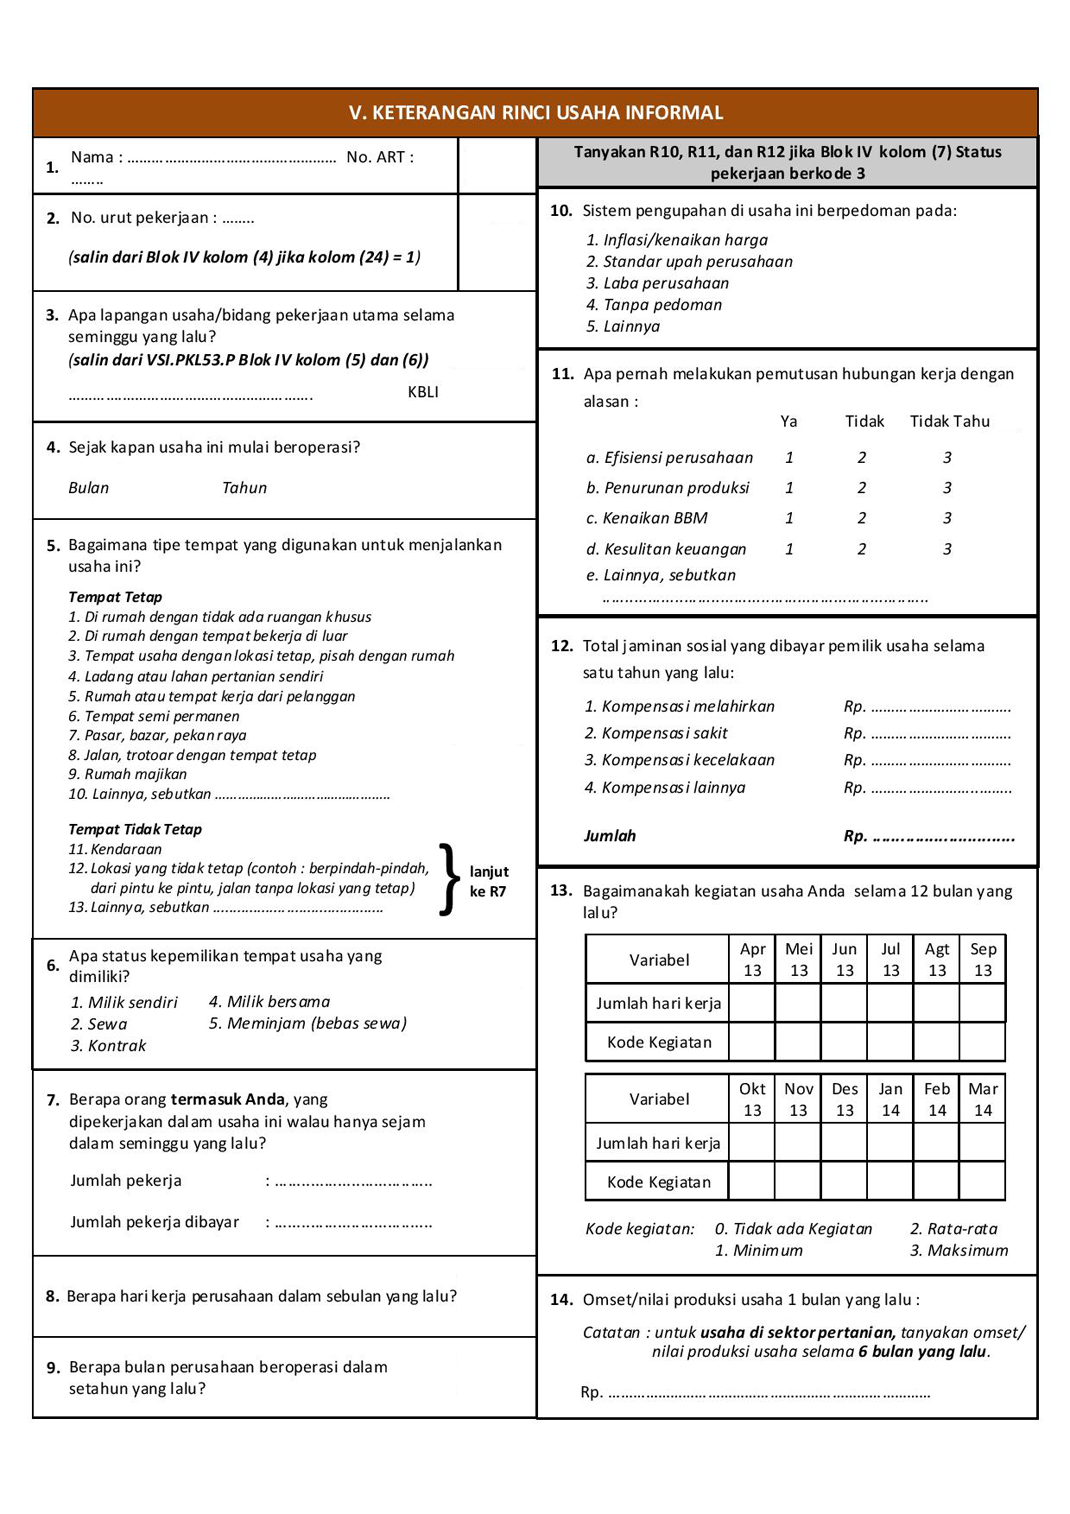 V. KETERANGAN RINCI USAHA INFORMAL
1. Nama : ……………………………………………  No. ART :
……..
2. No. urut pekerjaan : ……..
(salin dari Blok IV kolom (4) jika kolom (24) = 1)
3. Apa lapangan usaha/bidang pekerjaan utama selama
seminggu yang lalu?
(salin dari VSI.PKL53.P Blok IV kolom (5) dan (6))
…………………………………………………… KBLI
4. Sejak kapan usaha ini mulai beroperasi?
Bulan Tahun
5. Bagaimana tipe tempat yang digunakan untuk menjalankan
usaha ini?
Tempat Tetap
1. Di rumah dengan tidak ada ruangan khusus
2. Di rumah dengan tempat bekerja di luar
3. Tempat usaha dengan lokasi tetap, pisah dengan rumah
4. Ladang atau lahan pertanian sendiri
5. Rumah atau tempat kerja dari pelanggan
6. Tempat semi permanen
7. Pasar, bazar, pekan raya
8. Jalan, trotoar dengan tempat tetap
9. Rumah majikan
10. Lainnya, sebutkan ……………………………………….
Tempat Tidak Tetap
11. Kendaraan
12. Lokasi yang tidak tetap (contoh : berpindah-pindah,
dari pintu ke pintu, jalan tanpa lokasi yang tetap)
13. Lainnya, sebutkan ……………………………………
} lanjut
ke R7
6. Apa status kepemilikan tempat usaha yang
dimiliki?
1. Milik sendiri 4. Milik bersama
2. Sewa 5. Meminjam (bebas sewa)
3. Kontrak
7. Berapa orang termasuk Anda, yang
dipekerjakan dalam usaha ini walau hanya sejam
dalam seminggu yang lalu?
Jumlah pekerja : ………………………………
Jumlah pekerja dibayar : ………………………………
8. Berapa hari kerja perusahaan dalam sebulan yang lalu?
9. Berapa bulan perusahaan beroperasi dalam
setahun yang lalu?
Tanyakan R10, R11, dan R12 jika Blok IV kolom (7) Status
pekerjaan berkode 3
10. Sistem pengupahan di usaha ini berpedoman pada:
1. Inflasi/kenaikan harga
2. Standar upah perusahaan
3. Laba perusahaan
4. Tanpa pedoman
5. Lainnya
11. Apa pernah melakukan pemutusan hubungan kerja dengan
alasan :
Ya Tidak Tidak Tahu
a. Efisiensi perusahaan 1 2 3
b. Penurunan produksi 1 2 3
c. Kenaikan BBM 1 2 3
d. Kesulitan keuangan 1 2 3
e. Lainnya, sebutkan
……………………………………………………………
12. Total jaminan sosial yang dibayar pemilik usaha selama
satu tahun yang lalu:
1. Kompensasi melahirkan Rp. …………………………….
2. Kompensasi sakit Rp. …………………………….
3. Kompensasi kecelakaan Rp. …………………………….
4. Kompensasi lainnya Rp. …………………………….
Jumlah Rp. ……………………………
13. Bagaimanakah kegiatan usaha Anda selama 12 bulan yang
lalu?
Variabel Apr 13 Mei 13 Jun 13 Jul 13 Agt 13 Sep 13
Jumlah hari kerja
Kode Kegiatan
Variabel Okt 13 Nov 13 Des 13 Jan 14 Feb 14 Mar 14
Jumlah hari kerja
Kode Kegiatan
Kode kegiatan: 0. Tidak ada Kegiatan 2. Rata-rata
1. Minimum 3. Maksimum
14. Omset/nilai produksi usaha 1 bulan yang lalu :
Catatan : untuk usaha di sektor pertanian, tanyakan omset/
nilai produksi usaha selama 6 bulan yang lalu.
Rp. ……………………………………………………………………